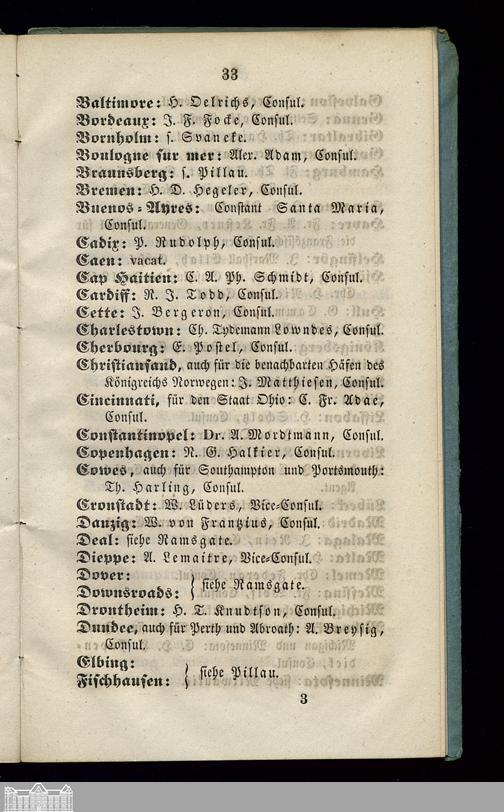 33
Baltimore: H. Oelrichs, Consul.
Bordeaux: J. F. Focke, Consul.
Bornholm: s. Svaneke.
Boulogne sur mer: Alex. Adam, Consul.
Braunsberg: s. Pillau.
Bremen: H. D. Hegeler, Consul.
Buenos-Ayres: Constant Santa Maria,
Consul.
Cadix: P. Rudolph, Consul.
Caen: vacat.
Cap Haitien: C. A. Ph. Schmidt, Consul.
Cardiff: R. J. Todd, Consul.
Cette: J. Bergeron, Consul.
Charlestown: Ch. Tydemann Lowndes, Consul.
Cherbourg: E. Postel, Consul.
Christiansand, auch für die benachbarten Häfen des
Königreichs Norwegen: J. Matthiesen, Consul.
Cincinnati, für den Staat Ohio: C. Fr. Adae,
Consul.
Constantinopel: Dr. A. Mordtmann, Consul.
Copenhagen: N. G. Halkier, Consul.
Cowes, auch für Southampton und Portsmouth:
Th. Harling, Consul.
Cronstadt: W. Lüders, Vice-Consul.
Danzig: W. von Frantzius, Consul.
Deal: siehe Ramsgate.
Dieppe: A. Lemaitre, Vice-Consul.
Dover:
Downsroads: } siehe Ramsgate.
Drontheim: H. T. Knudtson, Consul.
Dundee, auch für Perth und Abroath: A. Breysig,
Consul.
Elbing:
Fischhausen: } siehe Pillau.
3